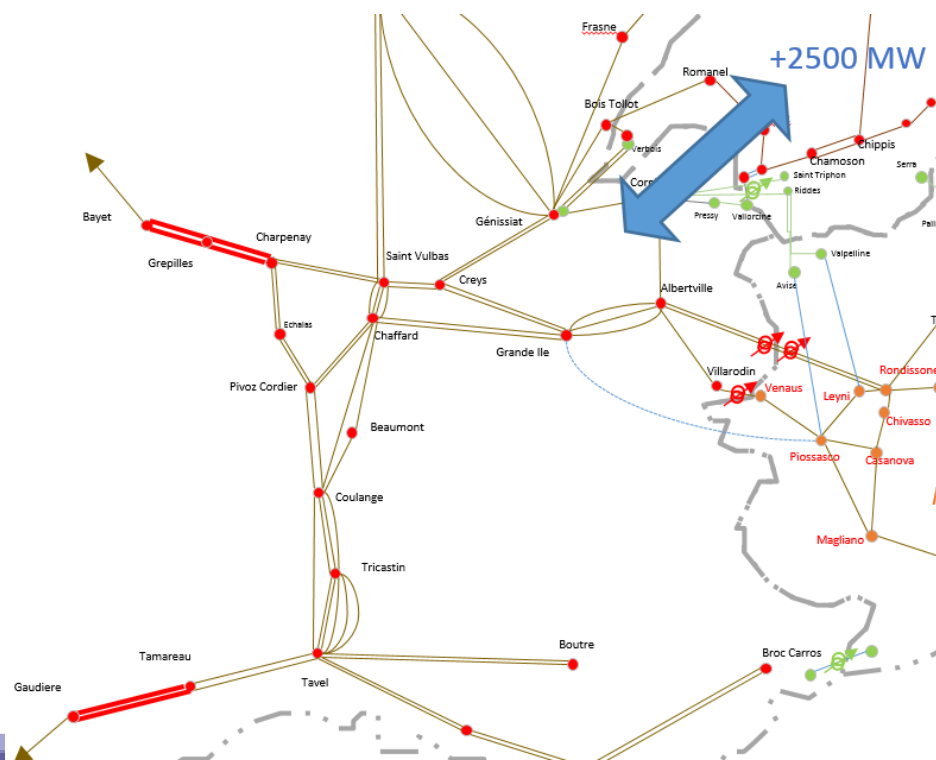 Frasne
+2500 MW
Romanel
Bois Tollot
Verbois
Chippis
Chamoson
Saint Triphon
Serra
Riddes
Pressy
Vallorcine
Génissiat
Bayet
Charpenay
Grepilles
Saint Vulbas
Creys
Valpelline
Avise
Albertville
Echalas
Chaffard
Grande Ile
Pivoz Cordier
Villarodin
Venaus
Rondissone
Leyni
Chivasso
Beaumont
Piossasco
Casanova
Coulange
Magliano
Tricastin
Boutre
Tamareau
Broc Carros
Tavel
Gaudiere